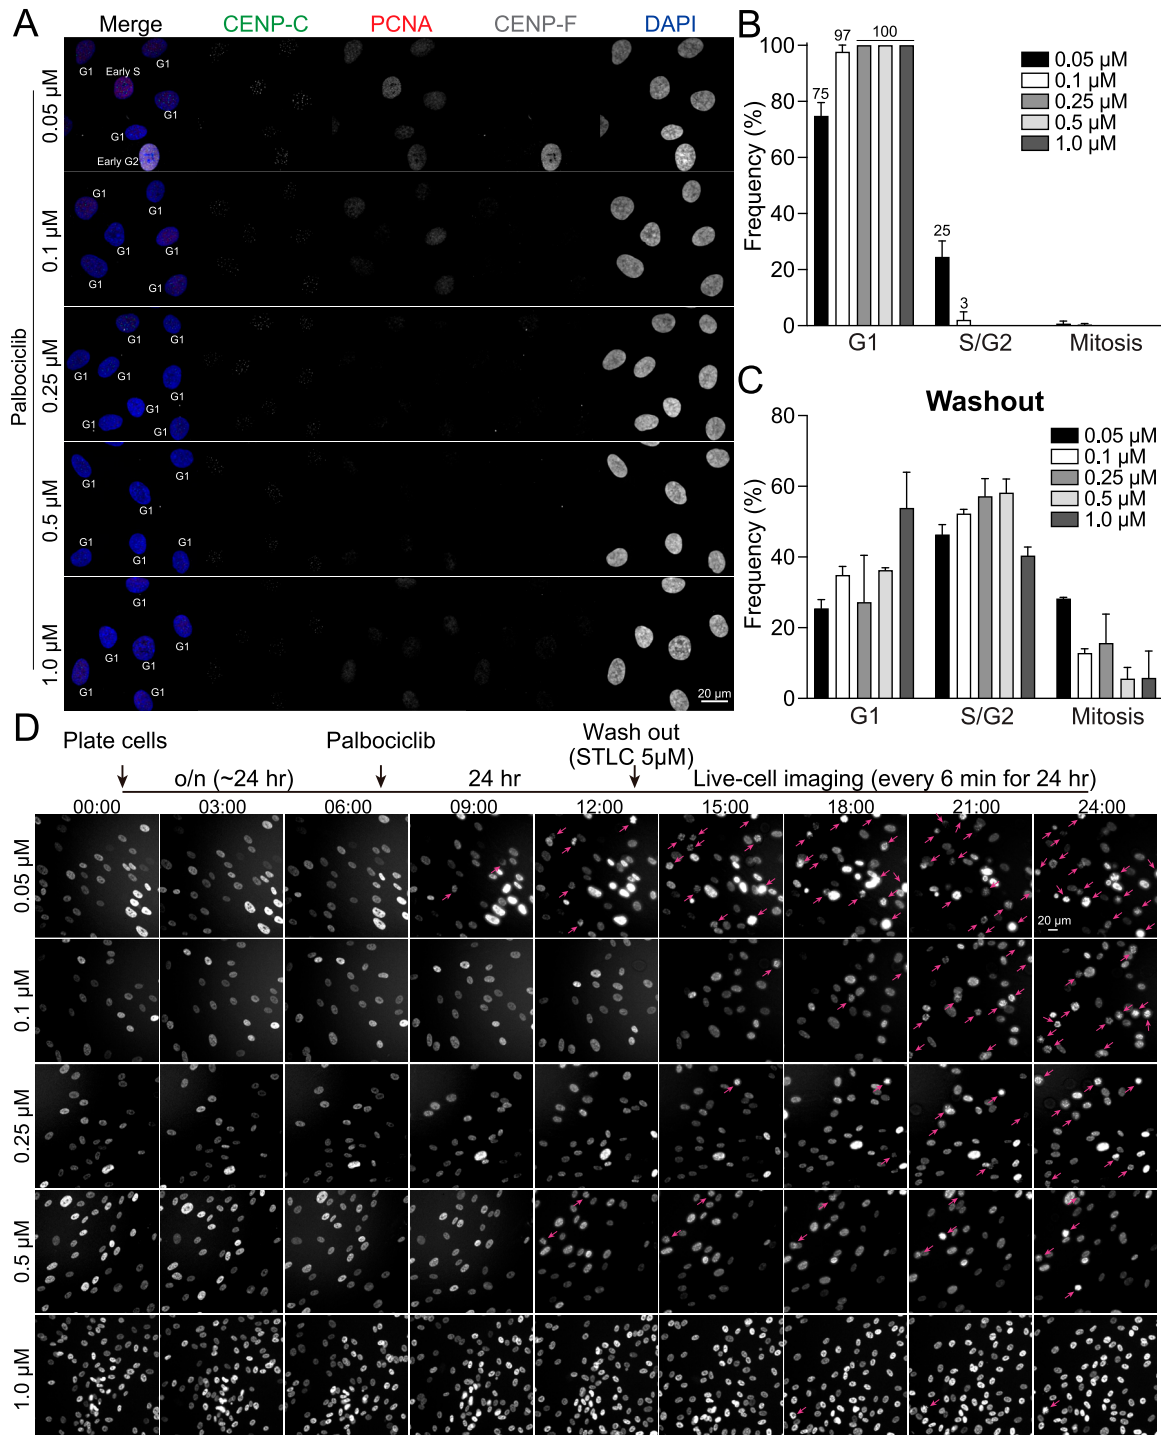 A
Merge
CENP-C
PCNA
CENP-F
DAPI
Palbociclib
0.05 µM
G1
G1
Early S
G1
G1
Early G2
0.1 µM
G1
G1
G1
G1
G1
G1
0.25 µM
G1
G1
G1
G1
G1
G1
G1
G1
0.5 µM
G1
G1
G1
G1
G1
G1
1.0 µM
G1
G1
G1
G1
G1
G1
20 µm
B
Frequency (%)
100
80
60
40
20
0
75
97
100
25
3
G1
S/G2
Mitosis
0.05 µM
0.1 µM
0.25 µM
0.5 µM
1.0 µM
C
Washout
Frequency (%)
80
60
40
20
0
G1
S/G2
Mitosis
0.05 µM
0.1 µM
0.25 µM
0.5 µM
1.0 µM
D
Plate cells
Palbociclib
Wash out
(STLC 5µM)
o/n (~24 hr)
24 hr
Live-cell imaging (every 6 min for 24 hr)
00:00
03:00
06:00
09:00
12:00
15:00
18:00
21:00
24:00
0.05 µM
20 µm
0.1 µM
0.25 µM
0.5 µM
1.0 µM